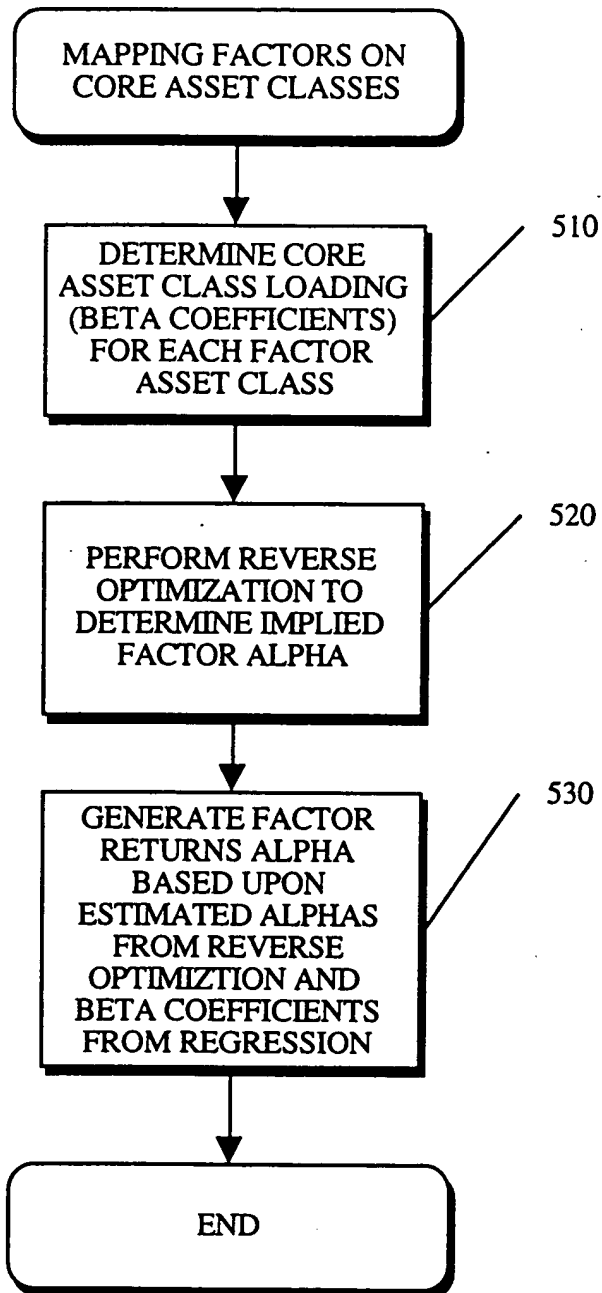 MAPPING FACTORS ON
CORE ASSET CLASSES
DETERMINE CORE
ASSET CLASS LOADING
(BETA COEFFICIENTS)
FOR EACH FACTOR
ASSET CLASS
510
PERFORM REVERSE
OPTIMIZATION TO
DETERMINE IMPLIED
FACTOR ALPHA
520
GENERATE FACTOR
RETURNS ALPHA
BASED UPON
ESTIMATED ALPHAS
FROM REVERSE
OPTIMIZTION AND
BETA COEFFICIENTS
FROM REGRESSION
530
END